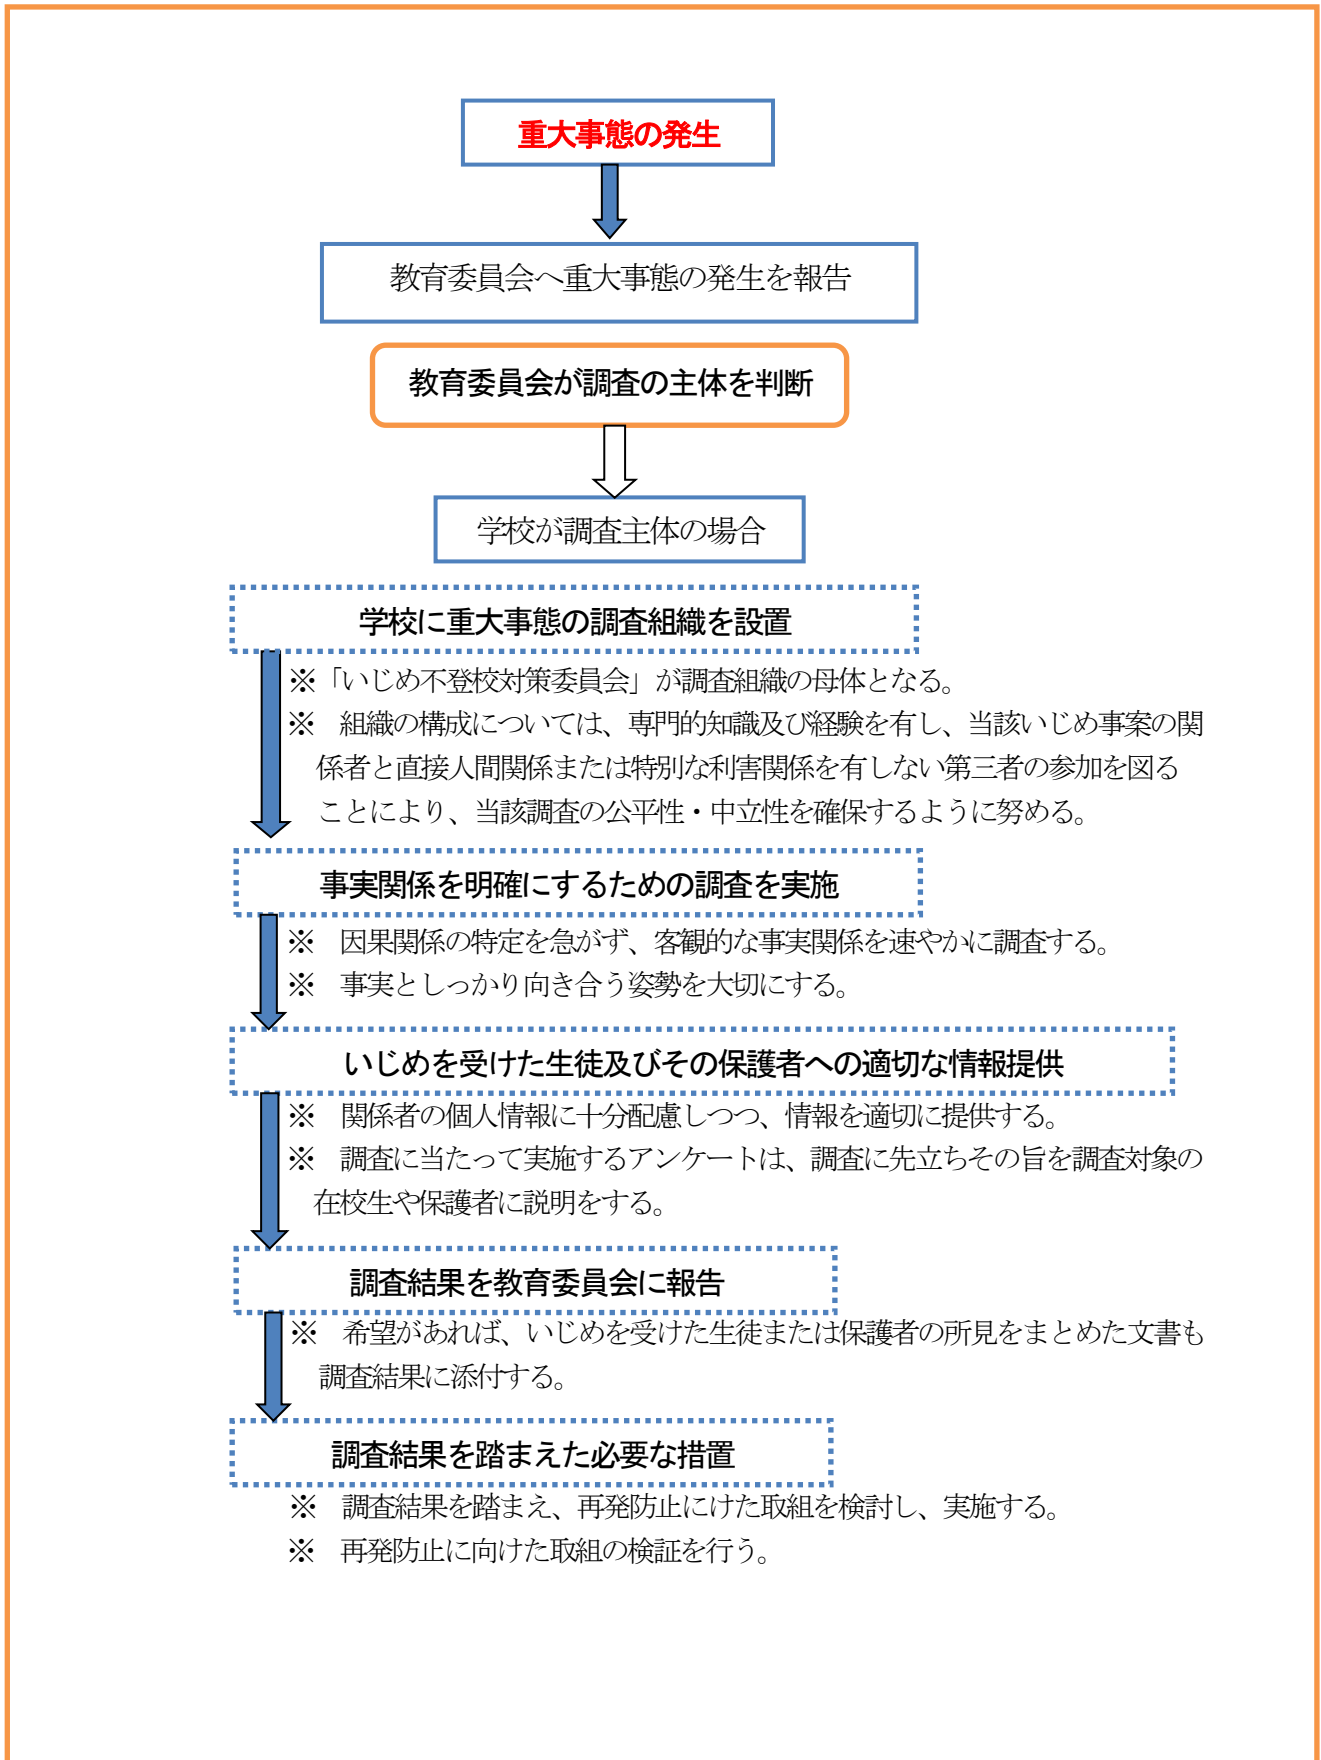 重大事態の発生
教育委員会へ重大事態の発生を報告
教育委員会が調査の主体を判断
学校が調査主体の場合
学校に重大事態の調査組織を設置
※「いじめ不登校対策委員会」が調査組織の母体となる。
※　組織の構成については、専門的知識及び経験を有し、当該いじめ事案の関
係者と直接人間関係または特別な利害関係を有しない第三者の参加を図る
ことにより、当該調査の公平性・中立性を確保するように努める。
事実関係を明確にするための調査を実施
※　因果関係の特定を急がず、客観的な事実関係を速やかに調査する。
※　事実としっかり向き合う姿勢を大切にする。
いじめを受けた生徒及びその保護者への適切な情報提供
※　関係者の個人情報に十分配慮しつつ、情報を適切に提供する。
※　調査に当たって実施するアンケートは、調査に先立ちその旨を調査対象の
在校生や保護者に説明をする。
調査結果を教育委員会に報告
※　希望があれば、いじめを受けた生徒または保護者の所見をまとめた文書も
調査結果に添付する。
調査結果を踏まえた必要な措置
※　調査結果を踏まえ、再発防止にけた取組を検討し、実施する。
※　再発防止に向けた取組の検証を行う。